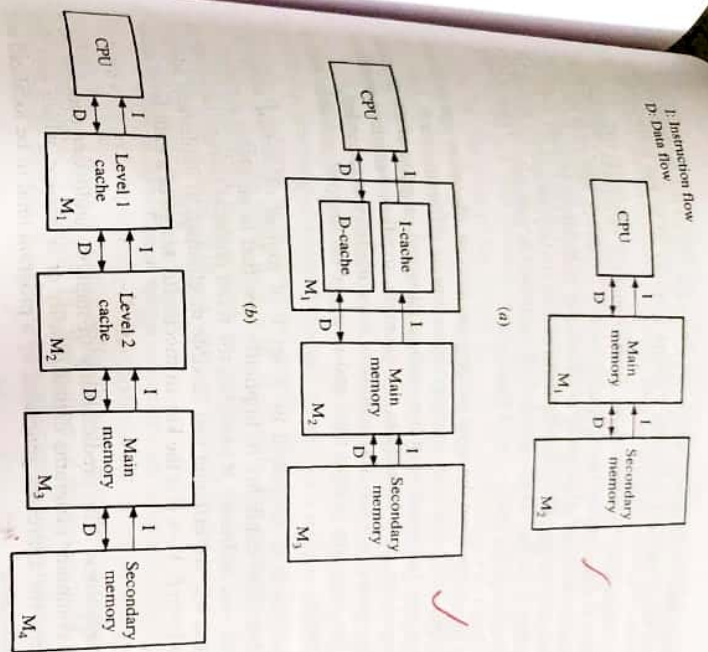 I: Instruction flow
D: Data flow
CPU
I
D
Main
memory
M1
I
D
Secondary
memory
M2
(a)
CPU
I
D
I-cache
D-cache
M1
I
D
Main
memory
M2
I
D
Secondary
memory
M3
(b)
CPU
I
D
Level 1
cache
M1
I
D
Level 2
cache
M2
I
D
Main
memory
M3
I
D
Secondary
memory
M4